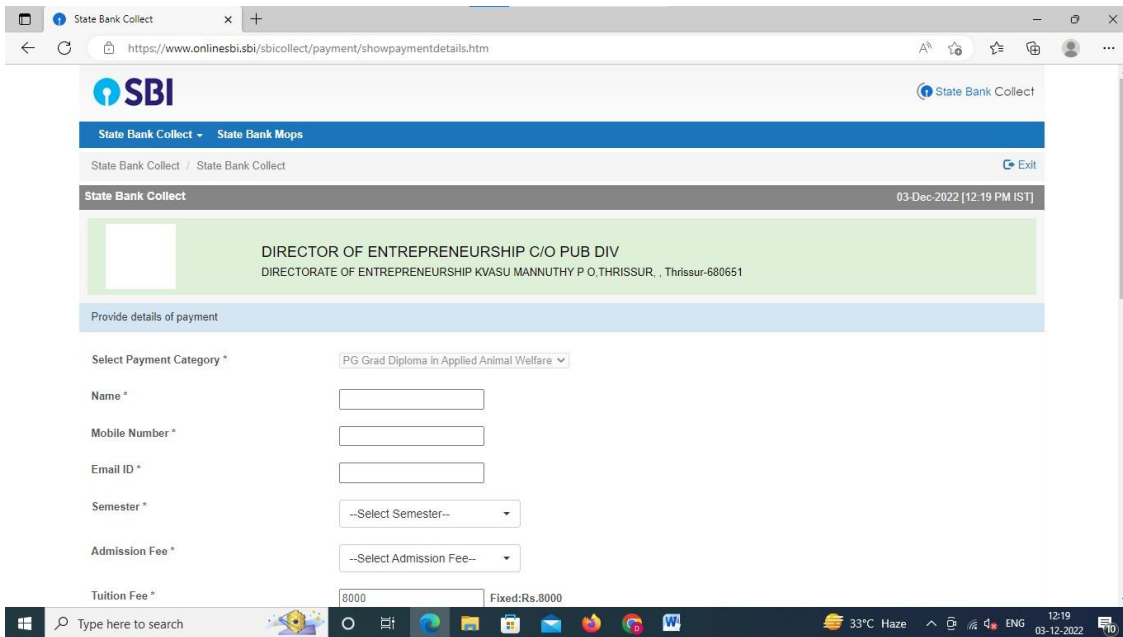 State Bank Collect
https://www.onlinesbi.sbi/sbicollect/payment/showpaymentdetails.htm
SBI
State Bank Collect
State Bank Collect State Bank Mops
State Bank Collect / State Bank Collect Exit
State Bank Collect 03-Dec-2022 [12:19 PM IST]
DIRECTOR OF ENTREPRENEURSHIP C/O PUB DIV
DIRECTORATE OF ENTREPRENEURSHIP KVASU MANNUTHY P O,THRISSUR, , Thrissur-680651
Provide details of payment
Select Payment Category * PG Grad Diploma in Applied Animal Welfare
Name *
Mobile Number *
Email ID *
Semester * --Select Semester--
Admission Fee * --Select Admission Fee--
Tuition Fee * 8000 Fixed:Rs.8000
Type here to search 33°C Haze ENG 12:19
03-12-2022